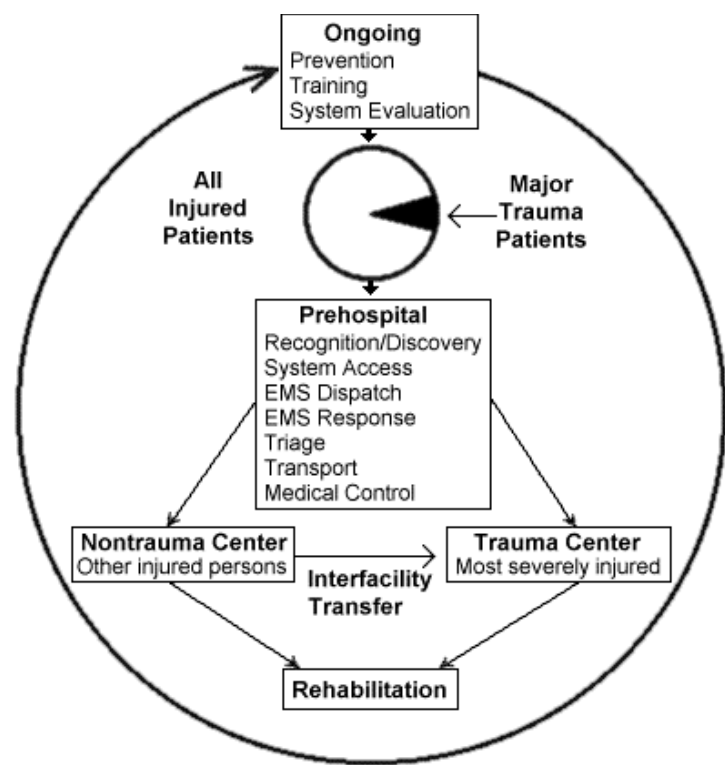 Ongoing
Prevention
Training
System Evaluation
All
Injured
Patients
Major
Trauma
Patients
Prehospital
Recognition/Discovery
System Access
EMS Dispatch
EMS Response
Triage
Transport
Medical Control
Nontrauma Center
Other injured persons
Interfacility
Transfer
Trauma Center
Most severely injured
Rehabilitation